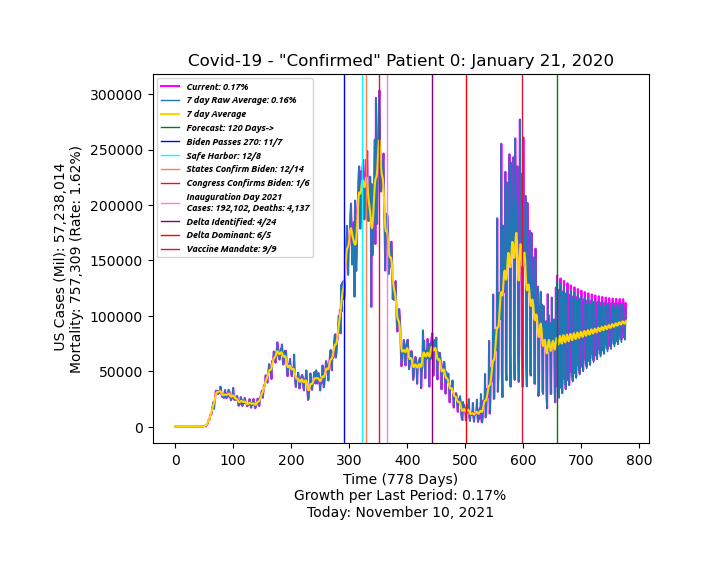 Covid-19 - "Confirmed" Patient 0: January 21, 2020
US Cases (Mil): 57,238,014
Mortality: 757,309 (Rate: 1.62%)
300000
250000
200000
150000
100000
50000
0
Current: 0.17%
7 day Raw Average: 0.16%
7 day Average
Forecast: 120 Days->
Biden Passes 270: 11/7
Safe Harbor: 12/8
States Confirm Biden: 12/14
Congress Confirms Biden: 1/6
Inauguration Day 2021
Cases: 192,102, Deaths: 4,137
Delta Identified: 4/24
Delta Dominant: 6/5
Vaccine Mandate: 9/9
0 100 200 300 400 500 600 700 800
Time (778 Days)
Growth per Last Period: 0.17%
Today: November 10, 2021